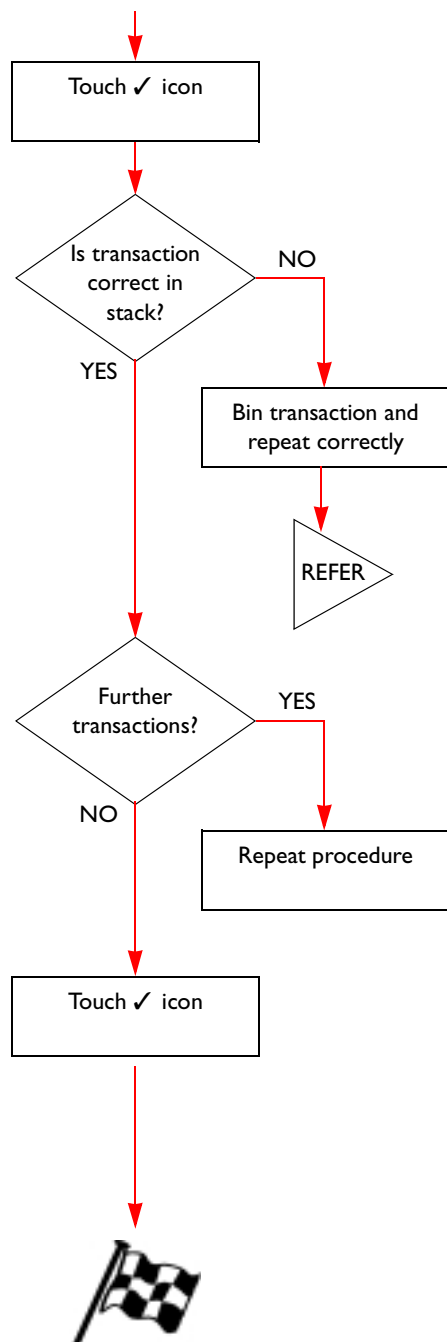 Touch ✓ icon
Is transaction
correct in
stack?
NO
YES
Bin transaction and
repeat correctly
REFER
Further
transactions?
YES
NO
Repeat procedure
Touch ✓ icon